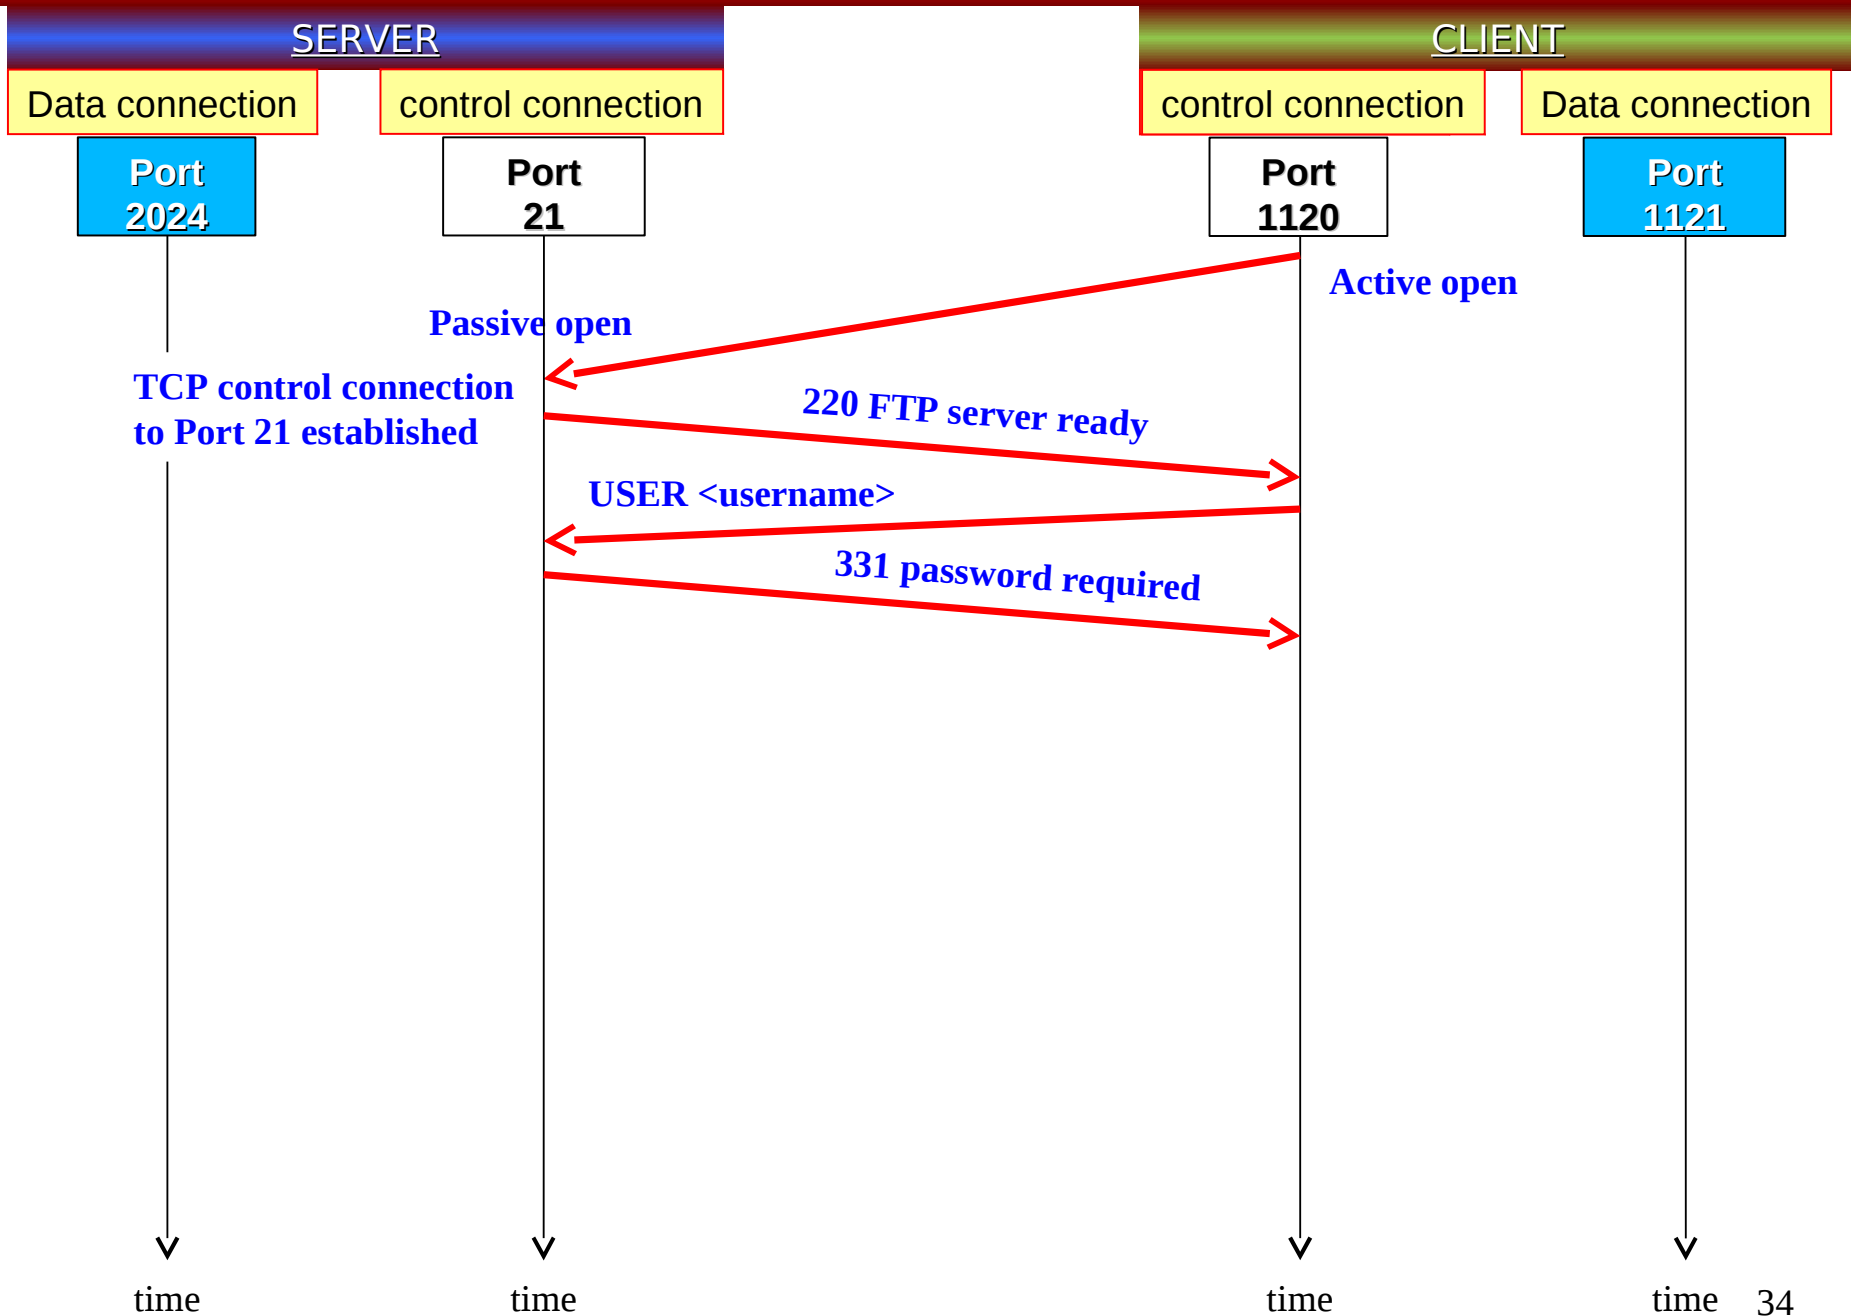 SERVER
CLIENT
Data connection
control connection
control connection
Data connection
Port
2024
Port
21
Port
1120
Port
1121
Active open
Passive open
TCP control connection
to Port 21 established
220 FTP server ready
USER <username>
331 password required
time
time
time
time
34